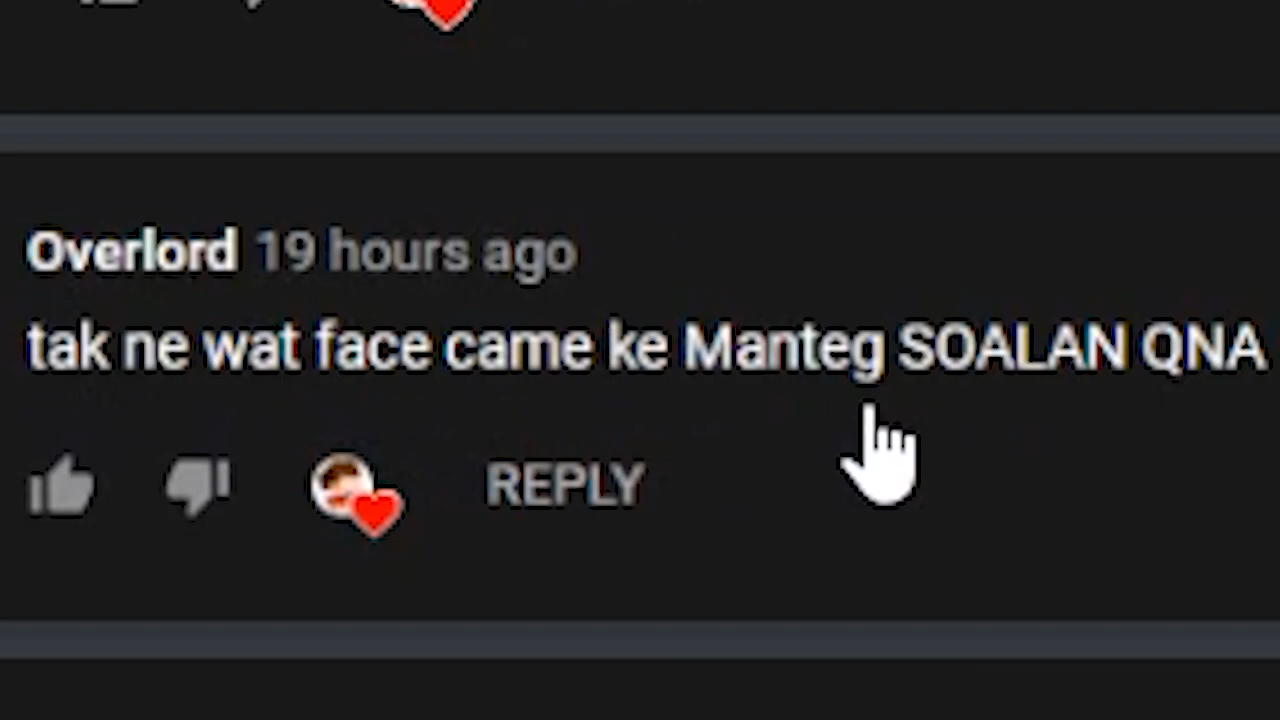 Overlord 19 hours ago
tak ne wat face came ke Manteg SOALAN QNA
REPLY